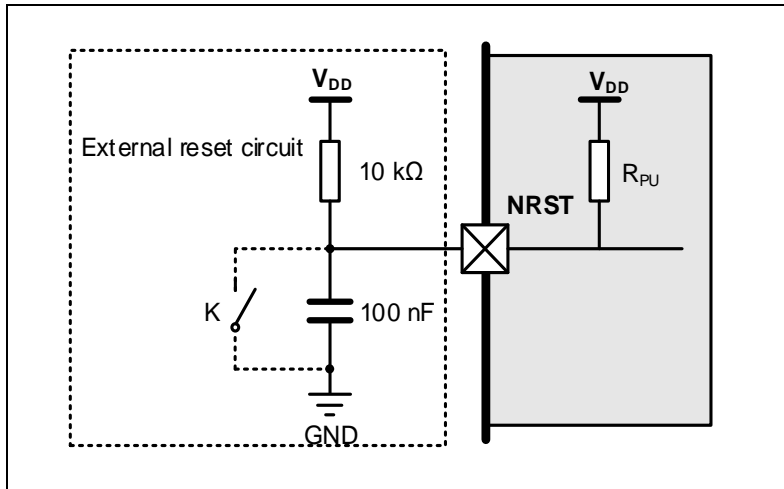 V_DD
External reset circuit
10 kΩ
K
100 nF
GND
NRST
V_DD
R_PU